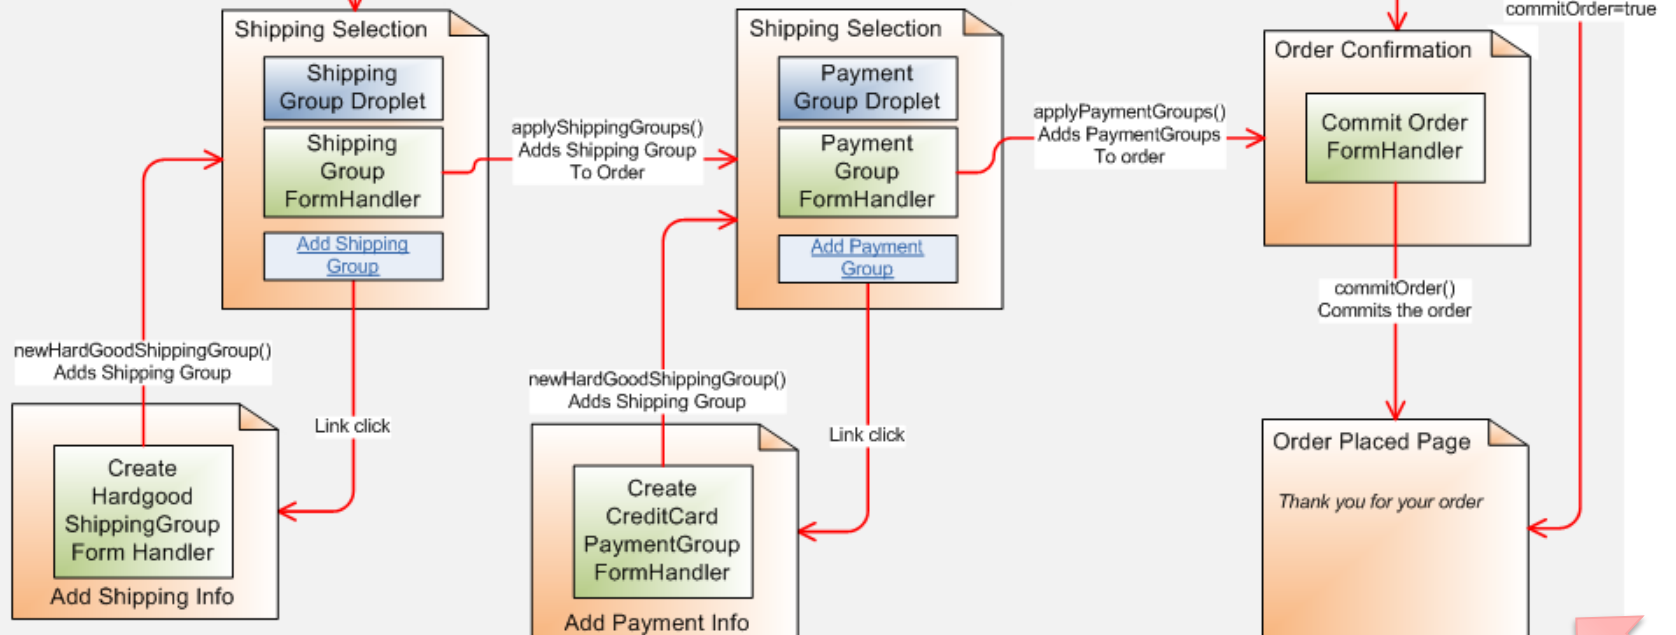 commitOrder=true
Shipping Selection
Shipping
Group Droplet
Shipping
Group
FormHandler
Add Shipping
Group
applyShippingGroups()
Adds Shipping Group
To Order
Shipping Selection
Payment
Group Droplet
Payment
Group
FormHandler
Add Payment
Group
applyPaymentGroups()
Adds PaymentGroups
To order
Order Confirmation
Commit Order
FormHandler
commitOrder()
Commits the order
newHardGoodShippingGroup()
Adds Shipping Group
Link click
Create
Hardgood
ShippingGroup
Form Handler
Add Shipping Info
newHardGoodShippingGroup()
Adds Shipping Group
Link click
Create
CreditCard
PaymentGroup
FormHandler
Add Payment Info
Order Placed Page
Thank you for your order